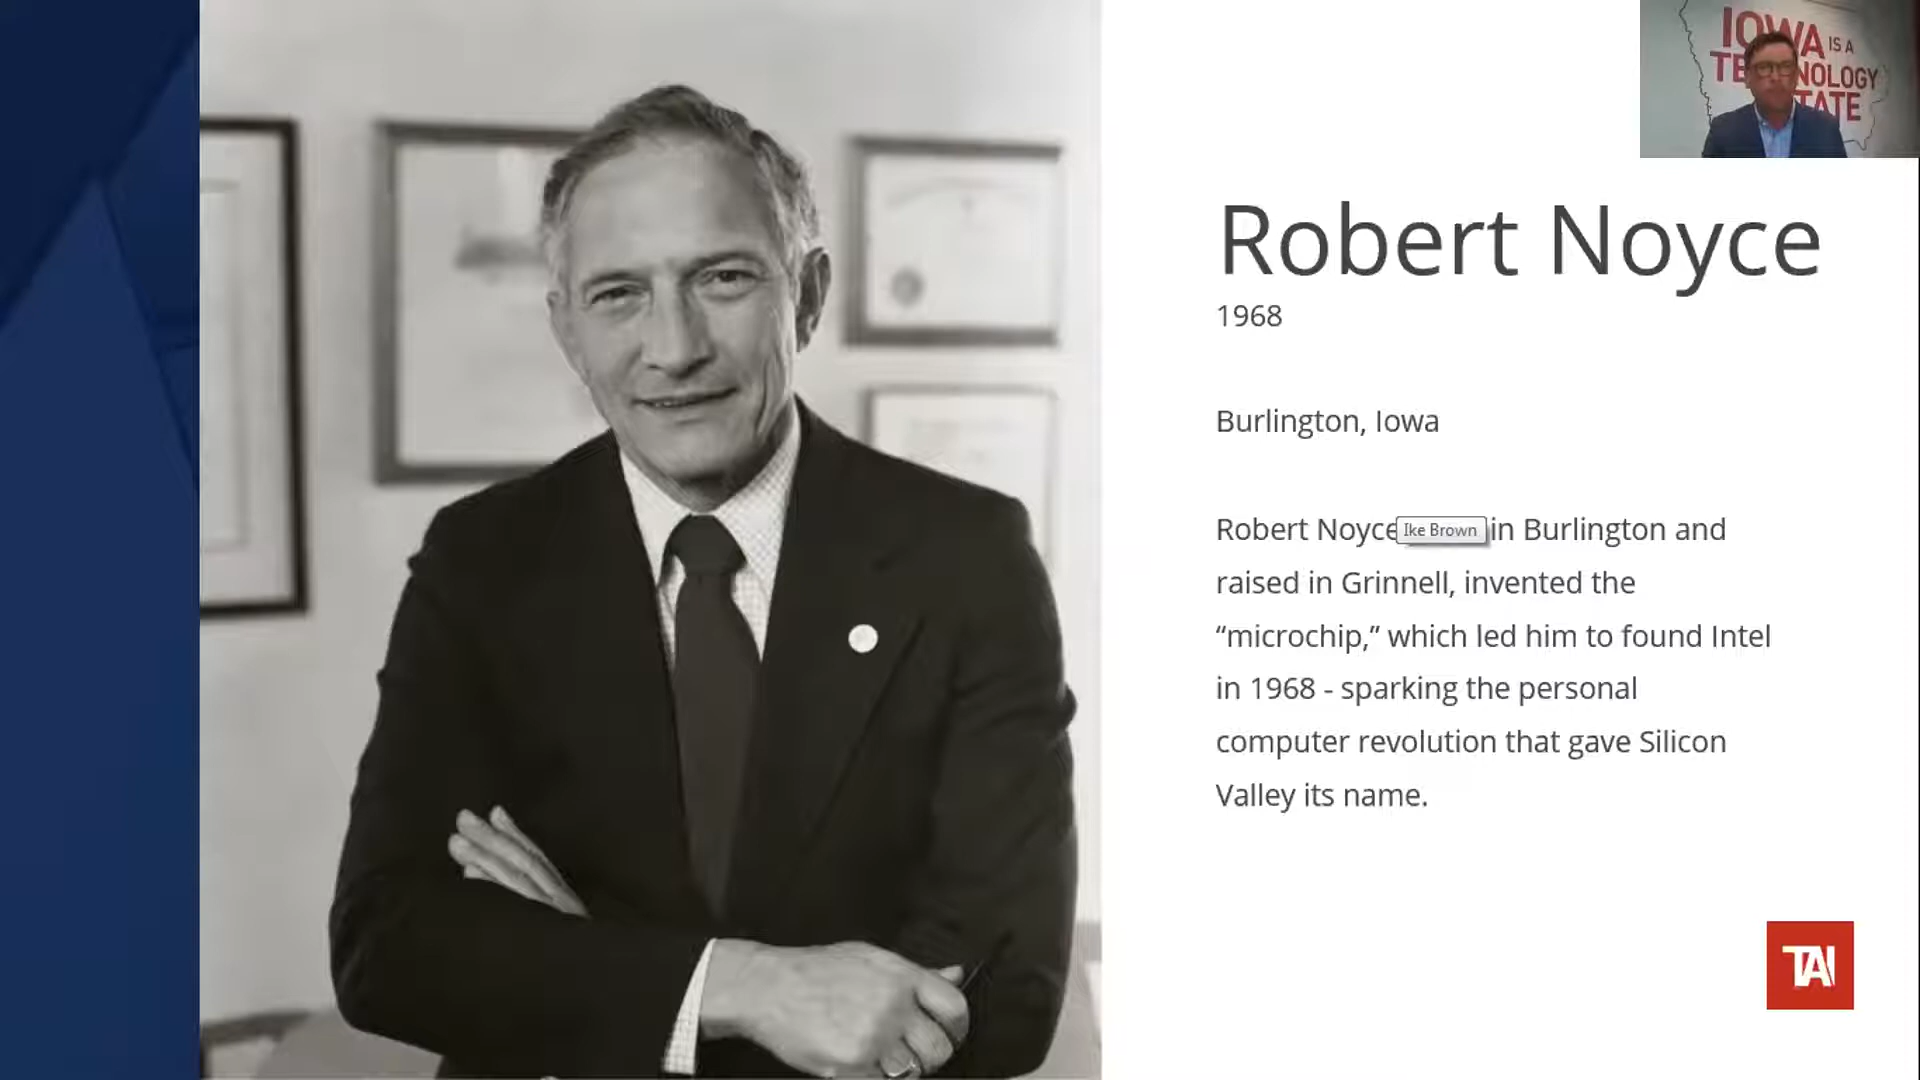 IOWA IS A
TE NOLOGY
TATE
Robert Noyce
1968
Burlington, Iowa
Robert Noyce Ike Brown in Burlington and
raised in Grinnell, invented the
“microchip,” which led him to found Intel
in 1968 - sparking the personal
computer revolution that gave Silicon
Valley its name.
TAI